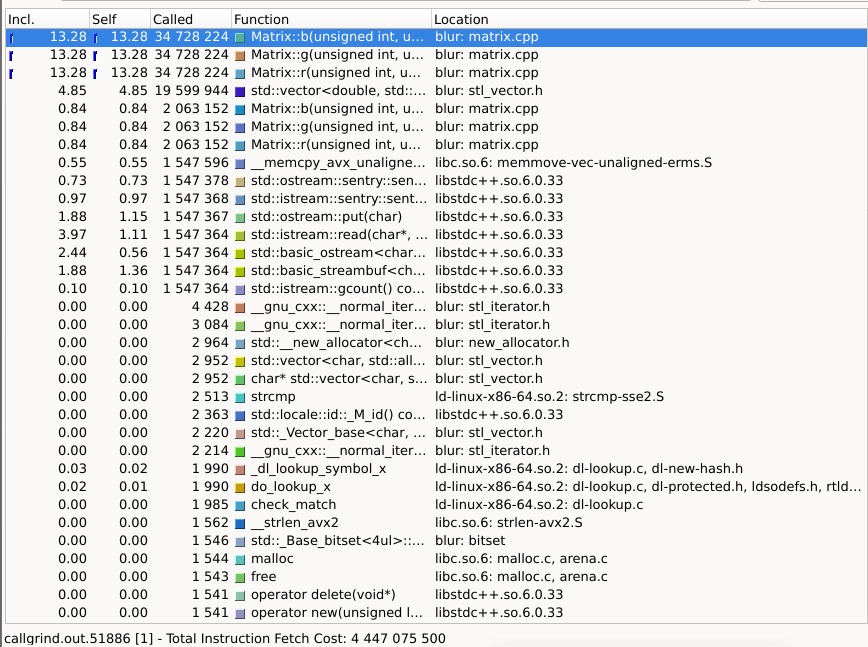 Incl. Self Called Function Location
13.28 13.28 34 728 224 Matrix::b(unsigned int, u... blur: matrix.cpp
13.28 13.28 34 728 224 Matrix::g(unsigned int, u... blur: matrix.cpp
13.28 13.28 34 728 224 Matrix::r(unsigned int, u... blur: matrix.cpp
4.85 4.85 19 599 944 std::vector<double, std::... blur: stl_vector.h
0.84 0.84 2 063 152 Matrix::b(unsigned int, u... blur: matrix.cpp
0.84 0.84 2 063 152 Matrix::g(unsigned int, u... blur: matrix.cpp
0.84 0.84 2 063 152 Matrix::r(unsigned int, u... blur: matrix.cpp
0.55 0.55 1 547 596 __memcpy_avx_unaligne... libc.so.6: memmove-vec-unaligned-erms.S
0.73 0.73 1 547 378 std::ostream::sentry::sen... libstdc++.so.6.0.33
0.97 0.97 1 547 368 std::istream::sentry::sent... libstdc++.so.6.0.33
1.88 1.15 1 547 367 std::ostream::put(char) libstdc++.so.6.0.33
3.97 1.11 1 547 364 std::istream::read(char*, ... libstdc++.so.6.0.33
2.44 0.56 1 547 364 std::basic_ostream<char... libstdc++.so.6.0.33
1.88 1.36 1 547 364 std::basic_streambuf<ch... libstdc++.so.6.0.33
0.10 0.10 1 547 364 std::istream::gcount() co... libstdc++.so.6.0.33
0.00 0.00 4 428 __gnu_cxx::__normal_iter... blur: stl_iterator.h
0.00 0.00 3 084 __gnu_cxx::__normal_iter... blur: stl_iterator.h
0.00 0.00 2 964 std::__new_allocator<ch... blur: new_allocator.h
0.00 0.00 2 952 std::vector<char, std::all... blur: stl_vector.h
0.00 0.00 2 952 char* std::vector<char, s... blur: stl_vector.h
0.00 0.00 2 513 strcmp ld-linux-x86-64.so.2: strcmp-sse2.S
0.00 0.00 2 363 std::locale::id::_M_id() co... libstdc++.so.6.0.33
0.00 0.00 2 220 std::_Vector_base<char, ... blur: stl_vector.h
0.00 0.00 2 214 __gnu_cxx::__normal_iter... blur: stl_iterator.h
0.03 0.02 1 990 _dl_lookup_symbol_x ld-linux-x86-64.so.2: dl-lookup.c, dl-new-hash.h
0.02 0.01 1 990 do_lookup_x ld-linux-x86-64.so.2: dl-lookup.c, dl-protected.h, ldsodefs.h, rtld...
0.00 0.00 1 985 check_match ld-linux-x86-64.so.2: dl-lookup.c
0.00 0.00 1 562 __strlen_avx2 libc.so.6: strlen-avx2.S
0.00 0.00 1 546 std::_Base_bitset<4ul>::... blur: bitset
0.00 0.00 1 544 malloc libc.so.6: malloc.c, arena.c
0.00 0.00 1 543 free libc.so.6: malloc.c, arena.c
0.00 0.00 1 541 operator delete(void*) libstdc++.so.6.0.33
0.00 0.00 1 541 operator new(unsigned l... libstdc++.so.6.0.33
callgrind.out.51886 [1] - Total Instruction Fetch Cost: 4 447 075 500